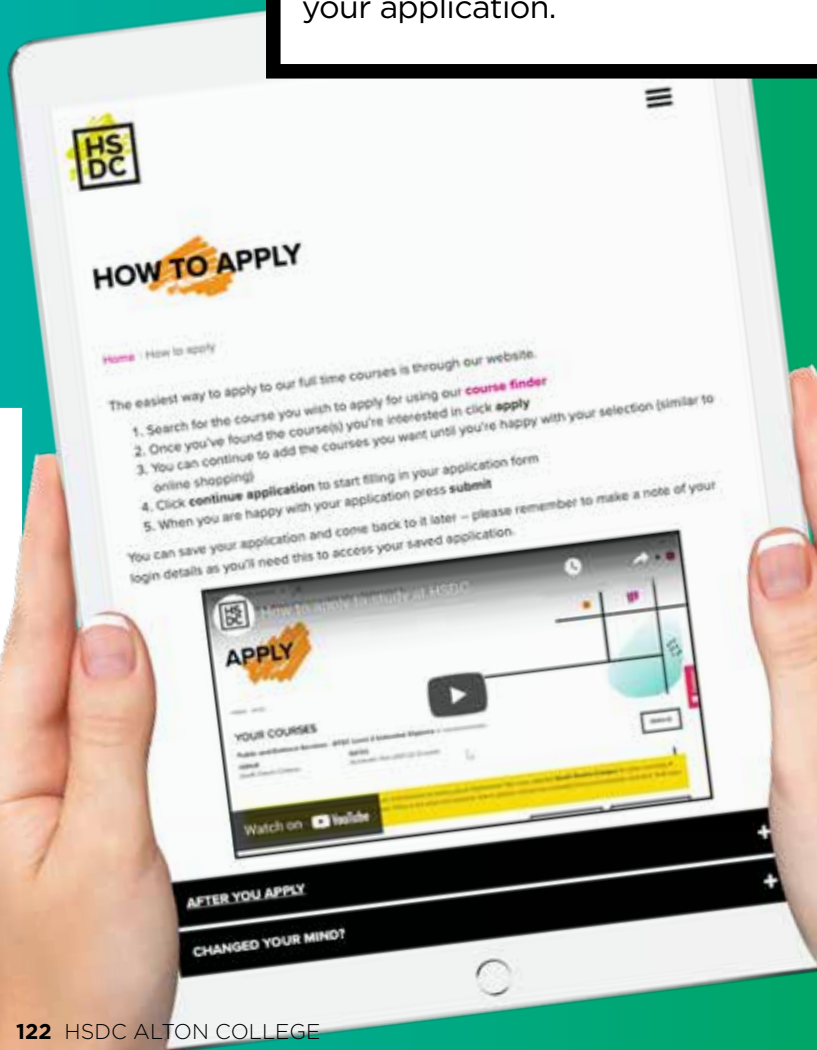 your application.
HS
DC
HOW TO APPLY
Home
How to apply
The easiest way to apply to our full time courses is through our website.
1. Search for the course you wish to apply for using our course finder
2. Once you've found the course(s) you're interested in click apply
3. You can continue to add the courses you want until you're happy with your selection (similar to
online shopping)
4. Click continue application to start filling in your application form
5. When you are happy with your application press submit
You can save your application and come back to it later – please remember to make a note of your
login details as you'll need this to access your saved application.
HS
DC
How to apply to study at HSDC
APPLY
YOUR COURSES
Watch on YouTube
AFTER YOU APPLY
+
CHANGED YOUR MIND?
+
122 HSDC ALTON COLLEGE